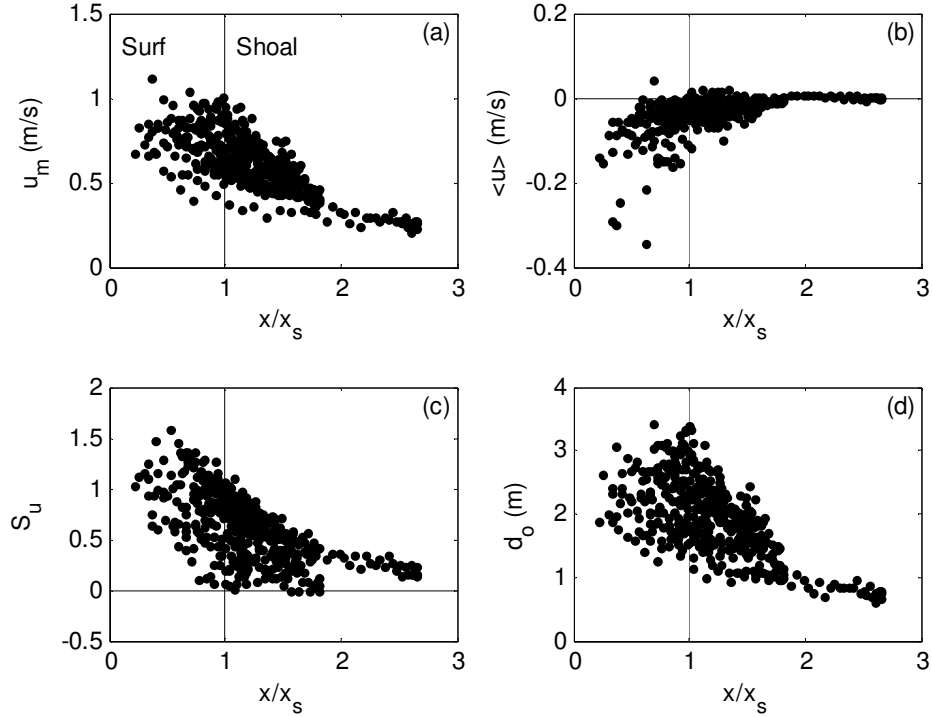 1.5
1
0.5
0
u_m (m/s)
Surf
Shoal
(a)
0 1 2 3
x/x_s
0.2
0
-0.2
-0.4
<u> (m/s)
(b)
0 1 2 3
x/x_s
2
1.5
1
0.5
0
-0.5
S_u
(c)
0 1 2 3
x/x_s
4
3
2
1
0
d_o (m)
(d)
0 1 2 3
x/x_s